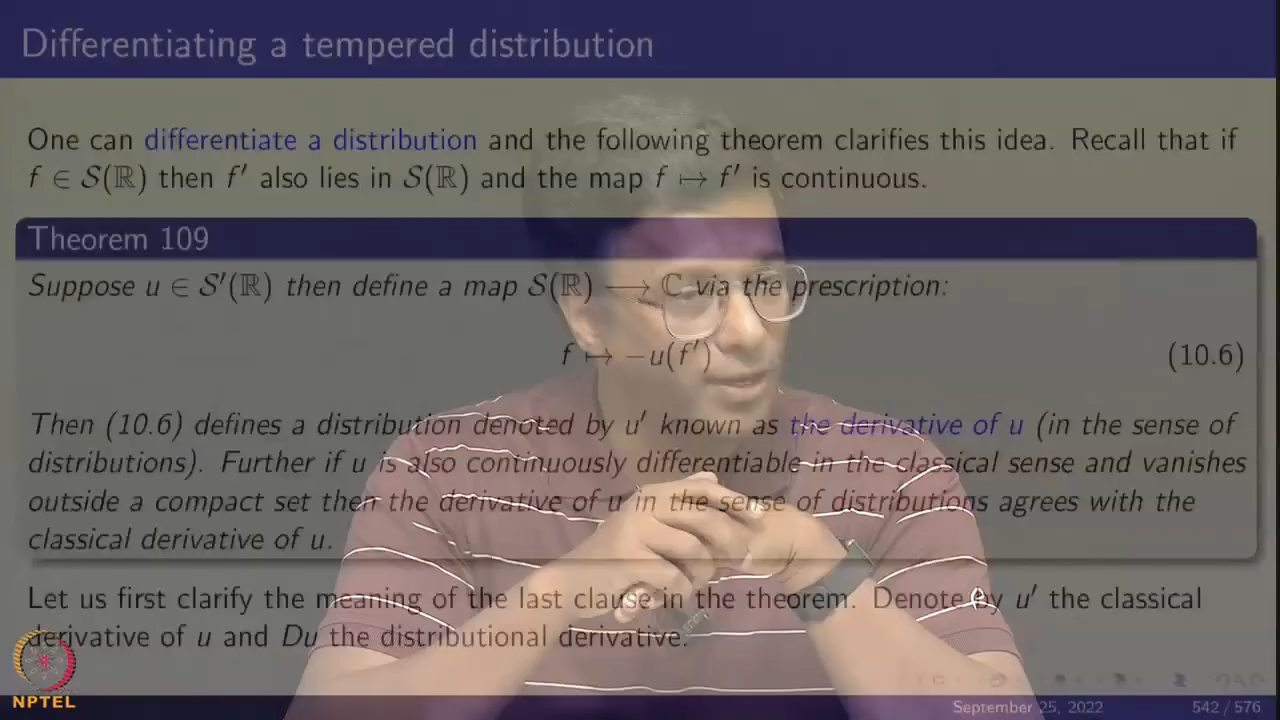 Differentiating a tempered distribution
One can differentiate a distribution and the following theorem clarifies this idea. Recall that if
f ∈ S(ℝ) then f′ also lies in S(ℝ) and the map f ↦ f′ is continuous.
Theorem 109
Suppose u ∈ S′(ℝ) then define a map S(ℝ) ⟶ ℂ via the prescription:
f ↦ −u(f′) (10.6)
Then (10.6) defines a distribution denoted by u′ known as the derivative of u (in the sense of
distributions). Further if u is also continuously differentiable in the classical sense and vanishes
outside a compact set then the derivative of u in the sense of distributions agrees with the
classical derivative of u.
Let us first clarify the meaning of the last clause in the theorem. Denote by u′ the classical
derivative of u and Du the distributional derivative.
NPTEL
September 25, 2022 542 / 576